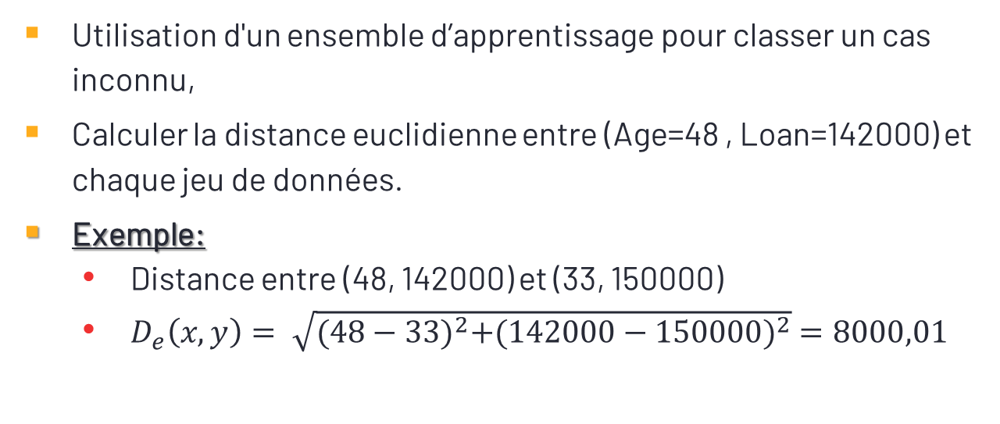 Utilisation d'un ensemble d’apprentissage pour classer un cas
inconnu,
Calculer la distance euclidienne entre (Age=48 , Loan=142000) et
chaque jeu de données.
Exemple:
Distance entre (48, 142000) et (33, 150000)
Dₑ(x, y) = √(48 − 33)²+(142000 − 150000)² = 8000,01